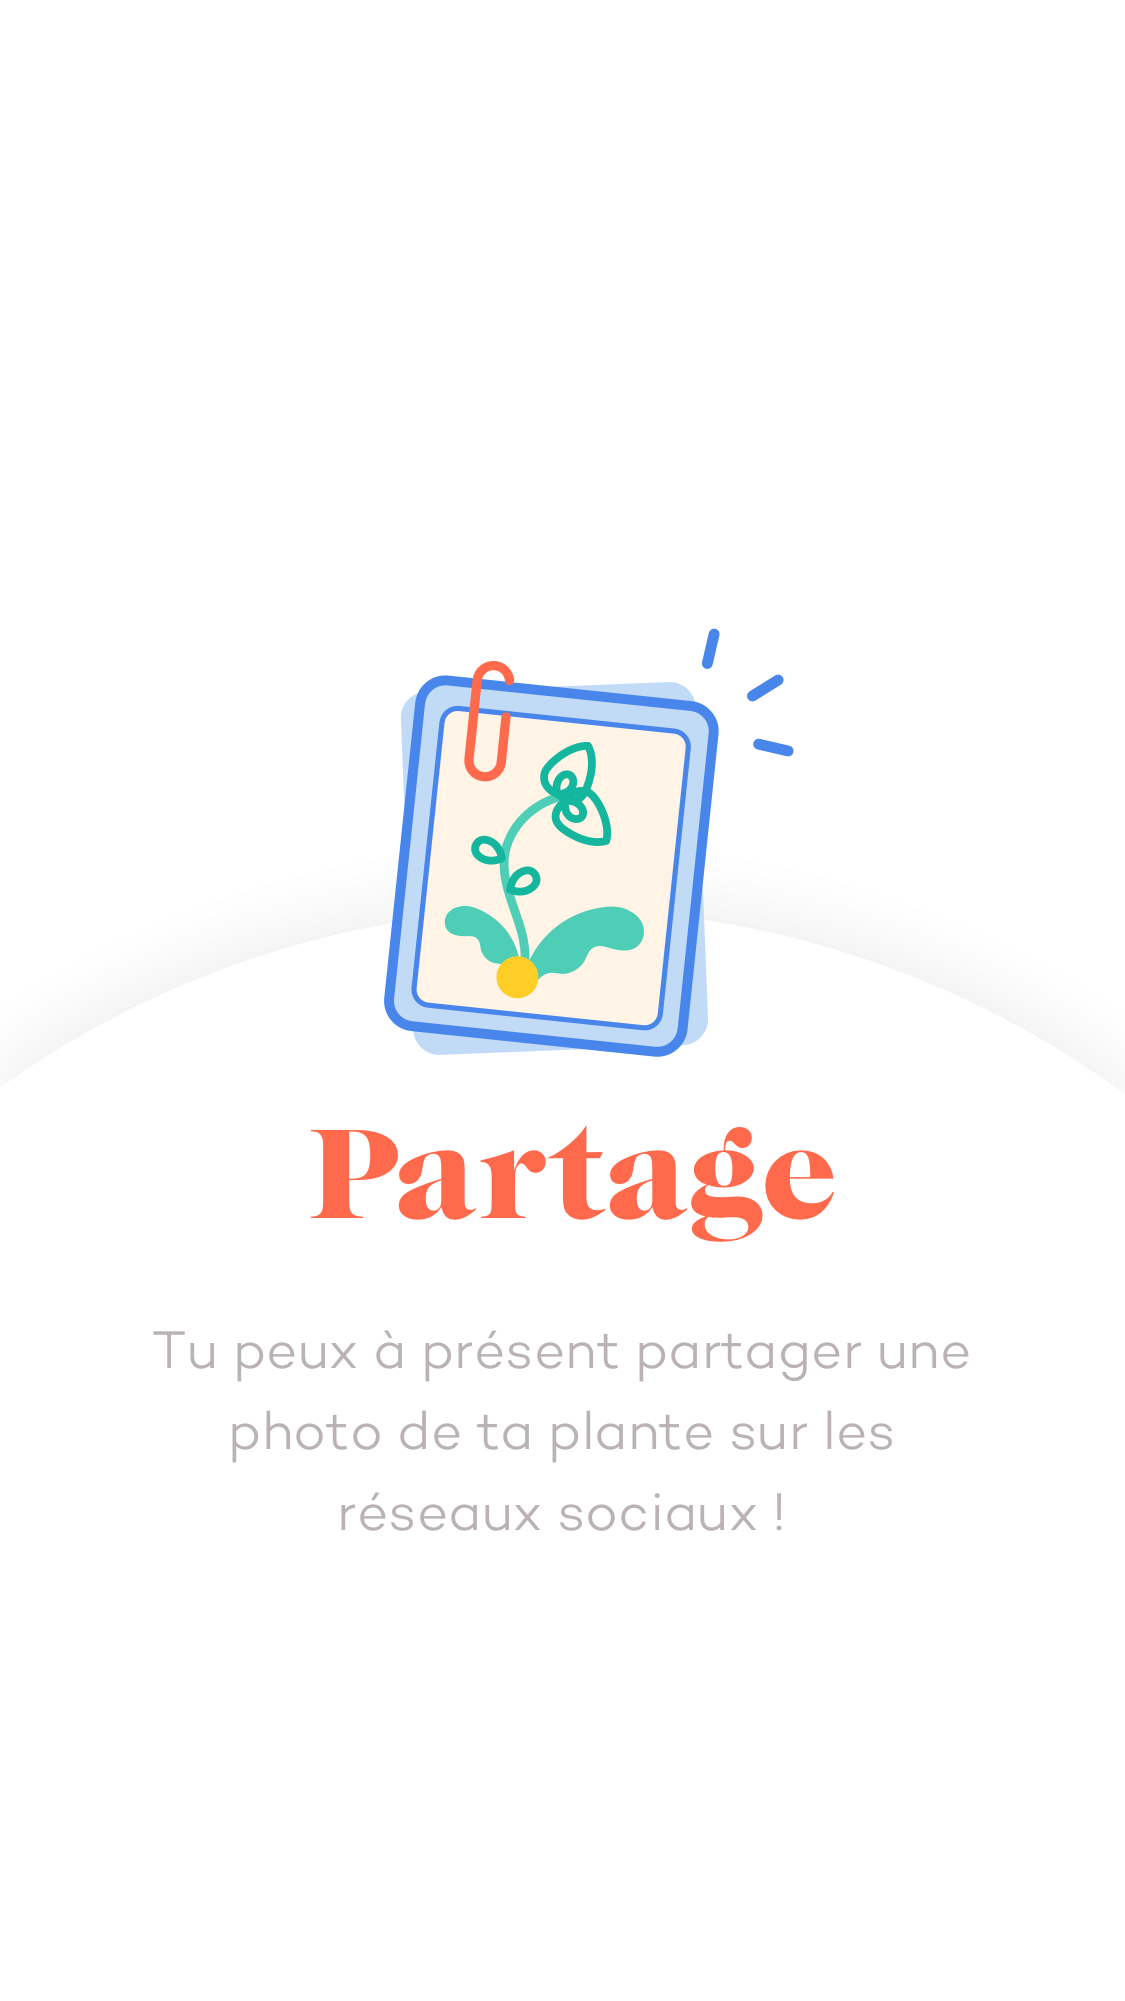 Partage
Tu peux à présent partager une
photo de ta plante sur les
réseaux sociaux !